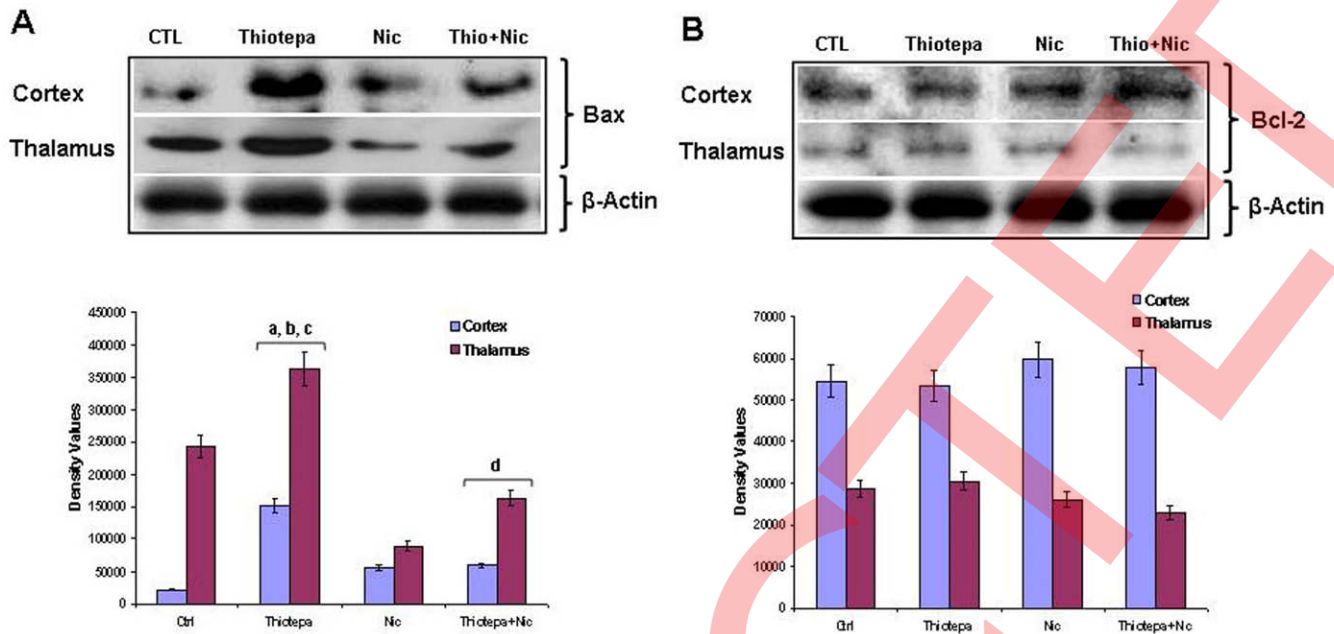 A
CTL Thiotepa Nic Thio+Nic
Cortex
Thalamus
Bax
β-Actin
450000
400000
350000
300000
250000
200000
150000
100000
50000
0
Density Values
a, b, c
d
Cortex
Thalamus
Ctrl Thiotepa Nic Thiotepa+Nic
B
CTL Thiotepa Nic Thio+Nic
Cortex
Thalamus
Bcl-2
β-Actin
70000
60000
50000
40000
30000
20000
10000
0
Density Values
Cortex
Thalamus
Ctrl Thiotepa Nic Thiotepa+Nic